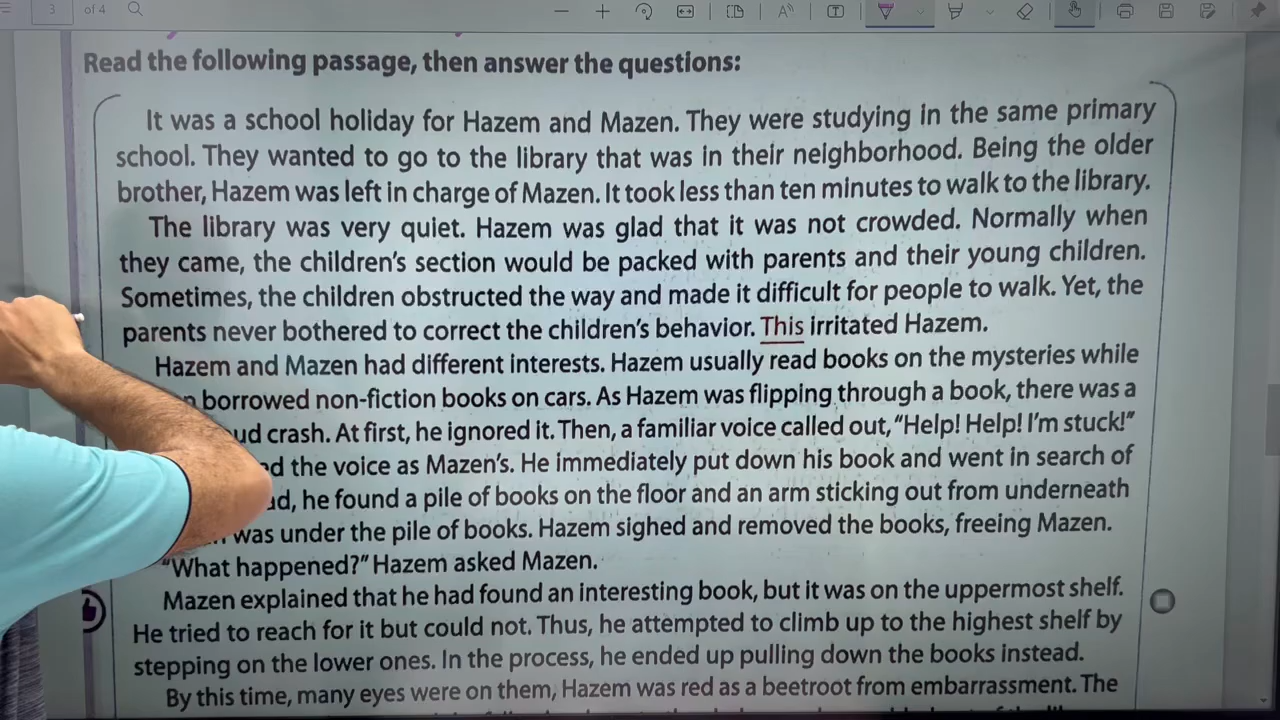 3 of 4
Read the following passage, then answer the questions:
It was a school holiday for Hazem and Mazen. They were studying in the same primary
school. They wanted to go to the library that was in their neighborhood. Being the older
brother, Hazem was left in charge of Mazen. It took less than ten minutes to walk to the library.
The library was very quiet. Hazem was glad that it was not crowded. Normally when
they came, the children's section would be packed with parents and their young children.
Sometimes, the children obstructed the way and made it difficult for people to walk. Yet, the
parents never bothered to correct the children's behavior. This irritated Hazem.
Hazem and Mazen had different interests. Hazem usually read books on the mysteries while
borrowed non-fiction books on cars. As Hazem was flipping through a book, there was a
crash. At first, he ignored it. Then, a familiar voice called out, "Help! Help! I'm stuck!"
the voice as Mazen's. He immediately put down his book and went in search of
he found a pile of books on the floor and an arm sticking out from underneath
was under the pile of books. Hazem sighed and removed the books, freeing Mazen.
"What happened?" Hazem asked Mazen.
Mazen explained that he had found an interesting book, but it was on the uppermost shelf.
He tried to reach for it but could not. Thus, he attempted to climb up to the highest shelf by
stepping on the lower ones. In the process, he ended up pulling down the books instead.
By this time, many eyes were on them, Hazem was red as a beetroot from embarrassment. The